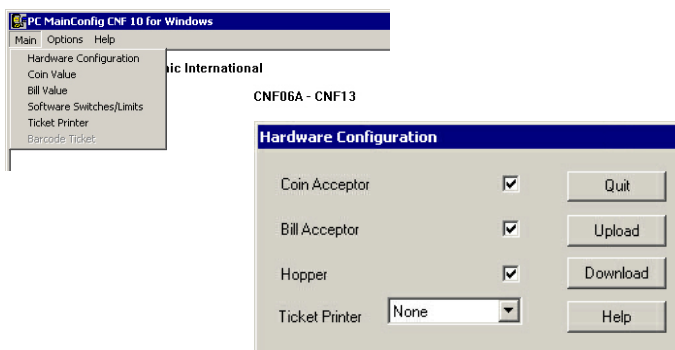 PC MainConfig CNF 10 for Windows
Main Options Help
Hardware Configuration
Coin Value
Bill Value
Software Switches/Limits
Ticket Printer
Barcode Ticket
International
CNF06A - CNF13
Hardware Configuration
Coin Acceptor
Quit
Bill Acceptor
Upload
Hopper
Download
Ticket Printer None
Help